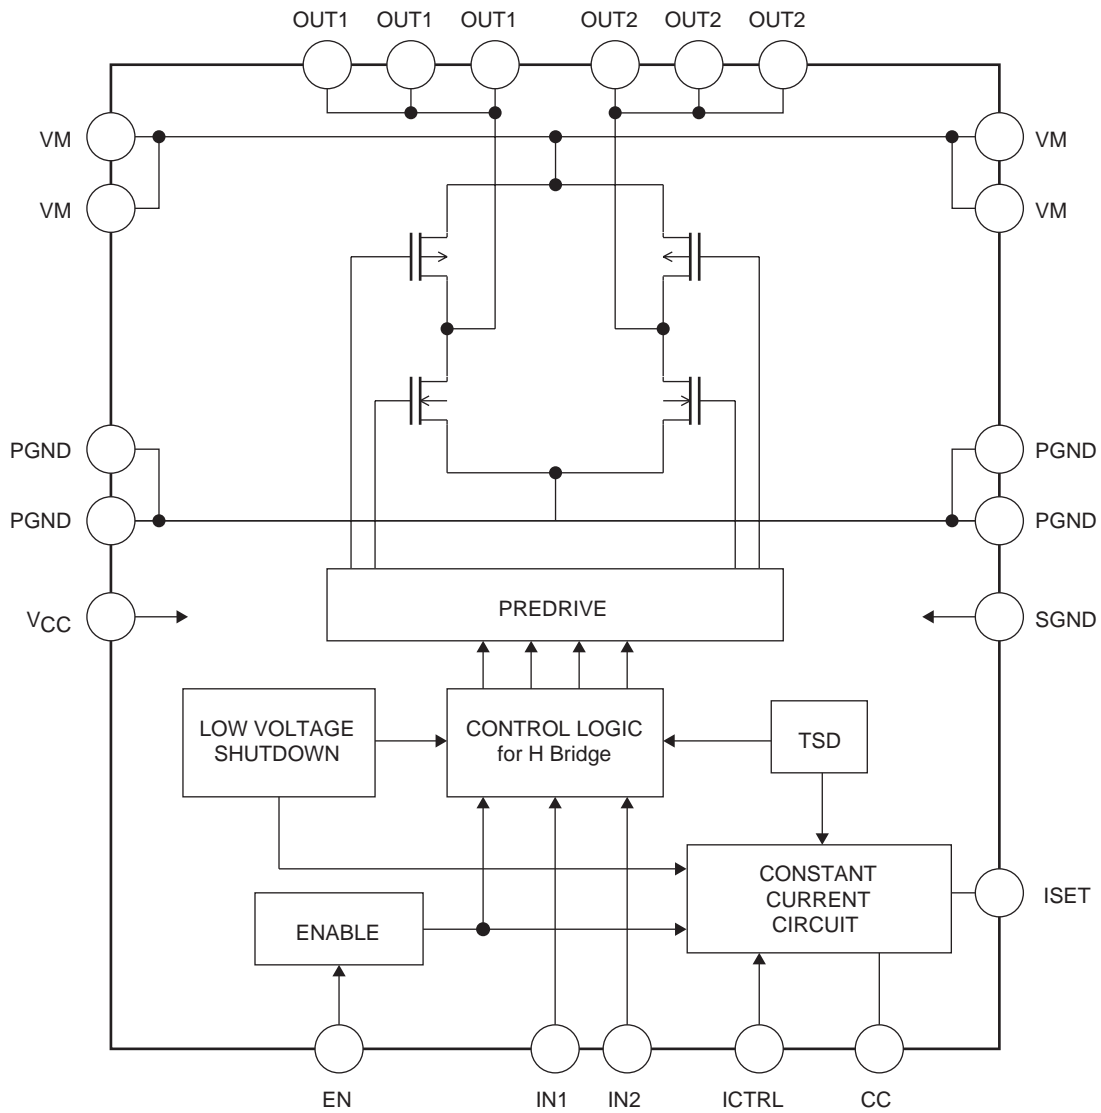 OUT1 OUT1 OUT1 OUT2 OUT2 OUT2
VM VM
VM VM
PGND PGND
PGND PGND
VCC SGND
PREDRIVE
LOW VOLTAGE
SHUTDOWN
CONTROL LOGIC
for H Bridge
TSD
CONSTANT
CURRENT
CIRCUIT
ISET
ENABLE
EN IN1 IN2 ICTRL CC